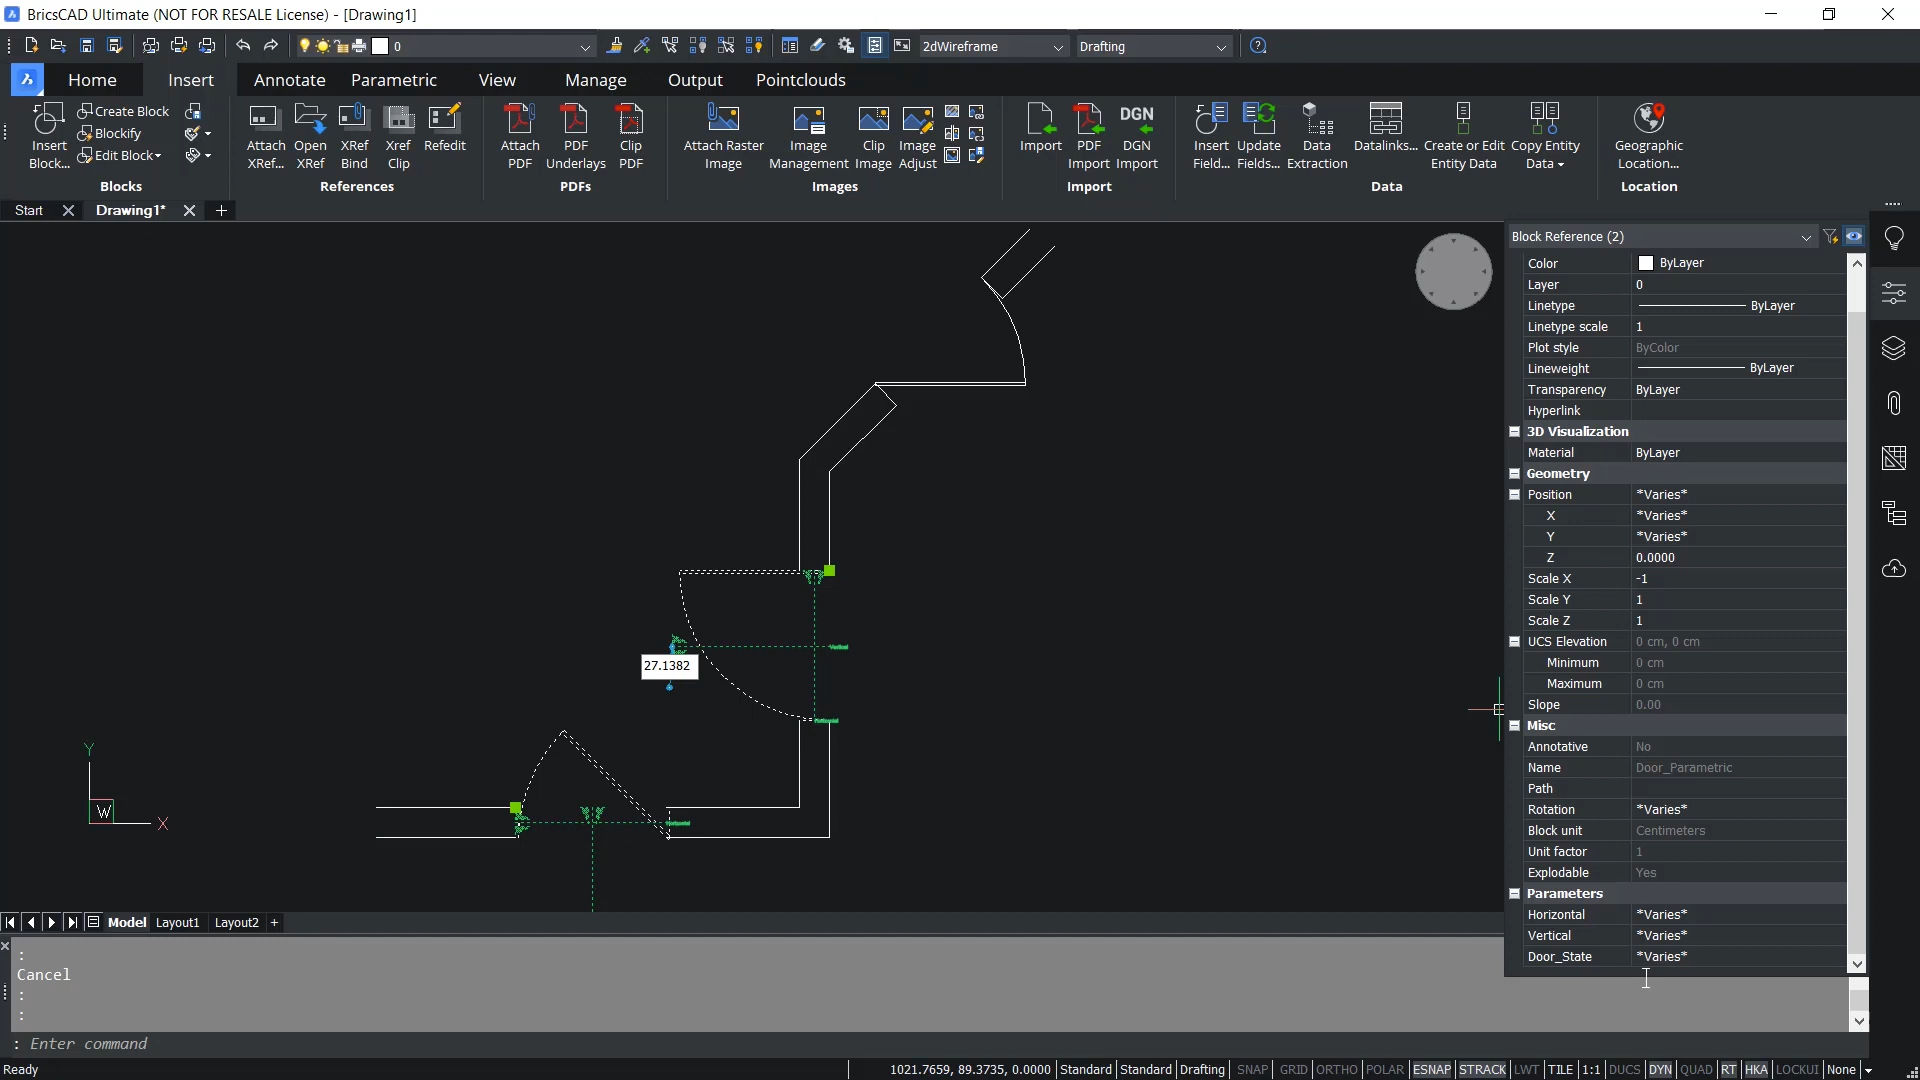 BricsCAD Ultimate (NOT FOR RESALE License) - [Drawing1]
0
2dWireframe
Drafting
Home
Insert
Annotate
Parametric
View
Manage
Output
Pointclouds
Insert Block...
Create Block
Blockify
Edit Block
Blocks
Attach XRef...
Open XRef
XRef Bind
Xref Clip
Refedit
References
Attach PDF
PDF Underlays
Clip PDF
PDFs
Attach Raster Image
Image Management
Clip Image
Image Adjust
Images
Import
PDF Import
DGN
DGN Import
Import
Insert Field...
Update Fields...
Data Extraction
Datalinks...
Create or Edit Entity Data
Copy Entity Data
Data
Geographic Location...
Location
Start
Drawing1*
Block Reference (2)
Color ByLayer
Layer 0
Linetype ByLayer
Linetype scale 1
Plot style ByColor
Lineweight ByLayer
Transparency ByLayer
Hyperlink
3D Visualization
Material ByLayer
Geometry
Position *Varies*
X *Varies*
Y *Varies*
Z 0.0000
Scale X -1
Scale Y 1
Scale Z 1
UCS Elevation 0 cm, 0 cm
Minimum 0 cm
Maximum 0 cm
Slope 0.00
Misc
Annotative No
Name Door_Parametric
Path
Rotation *Varies*
Block unit Centimeters
Unit factor 1
Explodable Yes
Parameters
Horizontal *Varies*
Vertical *Varies*
Door_State *Varies*
Vertical
27.1382
Horizontal
Horizontal
Y
W
X
Model
Layout1
Layout2
+
:
Cancel
:
:
: Enter command
Ready
1021.7659, 89.3735, 0.0000
Standard
Standard
Drafting
SNAP
GRID
ORTHO
POLAR
ESNAP
STRACK
LWT
TILE
1:1
DUCS
DYN
QUAD
RT
HKA
LOCKUI
None